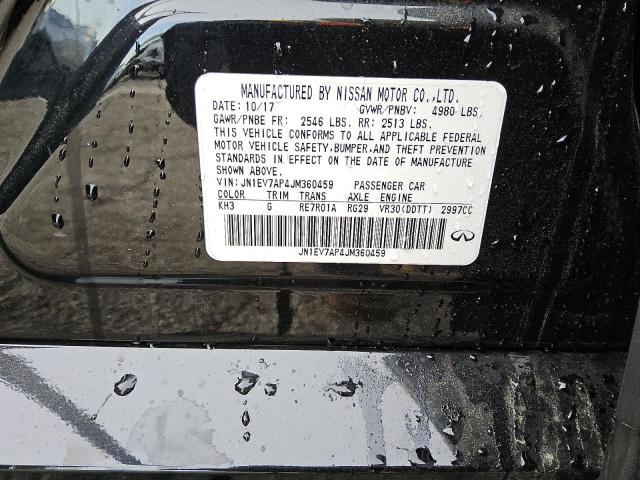 MANUFACTURED BY NISSAN MOTOR CO.,LTD.
DATE: 10/17 GVWR/PNBV: 4980 LBS
GAWR/PNBE FR: 2546 LBS. RR: 2513 LBS.
THIS VEHICLE CONFORMS TO ALL APPLICABLE FEDERAL
MOTOR VEHICLE SAFETY, BUMPER, AND THEFT PREVENTION
STANDARDS IN EFFECT ON THE DATE OF MANUFACTURE
SHOWN ABOVE.
VIN: JN1EV7AP4JM360459 PASSENGER CAR
COLOR TRIM TRANS AXLE ENGINE
KH3 G RE7R01A RG29 VR30(DDTT) 2997CC
JN1EV7AP4JM360459